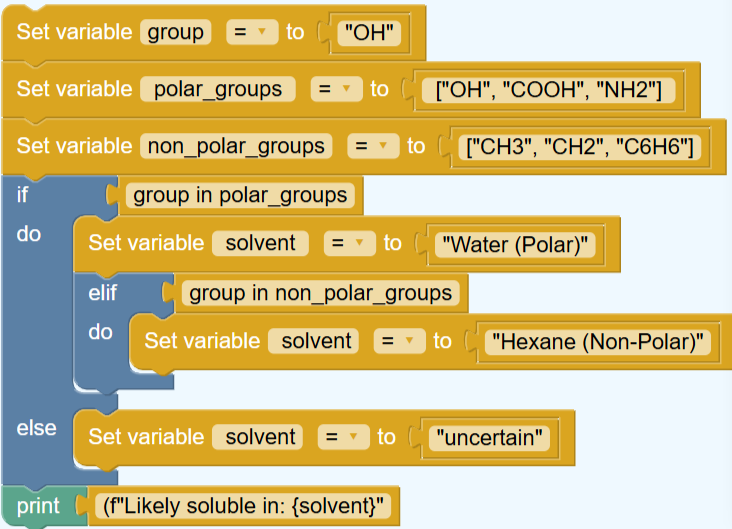 Set variable group = to "OH"
Set variable polar_groups = to ["OH", "COOH", "NH2"]
Set variable non_polar_groups = to ["CH3", "CH2", "C6H6"]
if group in polar_groups
do Set variable solvent = to "Water (Polar)"
elif group in non_polar_groups
do Set variable solvent = to "Hexane (Non-Polar)"
else Set variable solvent = to "uncertain"
print (f"Likely soluble in: {solvent}"